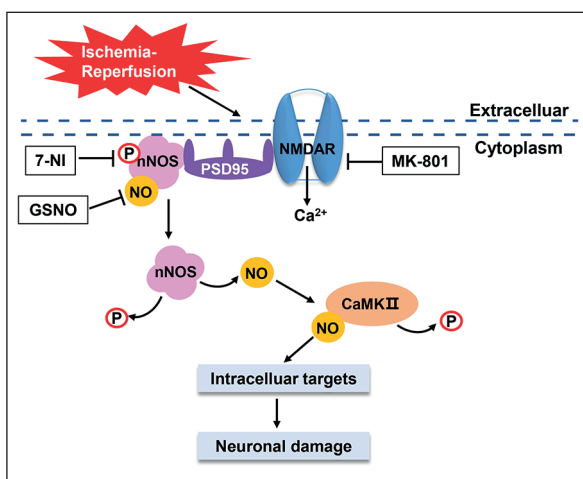 Ischemia-
Reperfusion
Extracelluar
Cytoplasm
7-NI
P
nNOS
PSD95
NMDAR
MK-801
NO
GSNO
Ca²⁺
nNOS
NO
CaMKⅡ
P
NO
P
Intracelluar targets
Neuronal damage